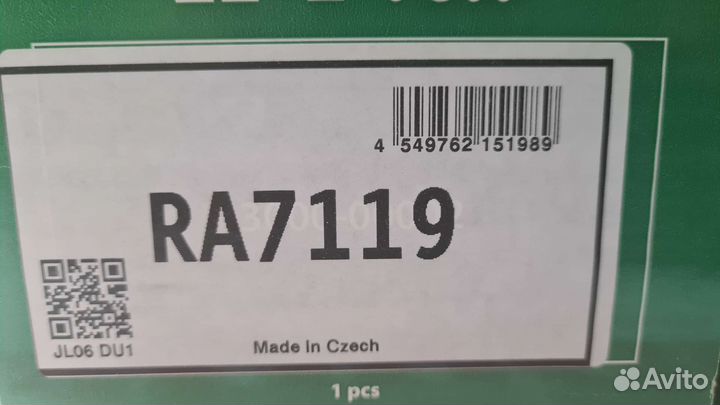 4 549762 151989
RA7119
JL06 DU1
Made In Czech
1 pcs
Avito